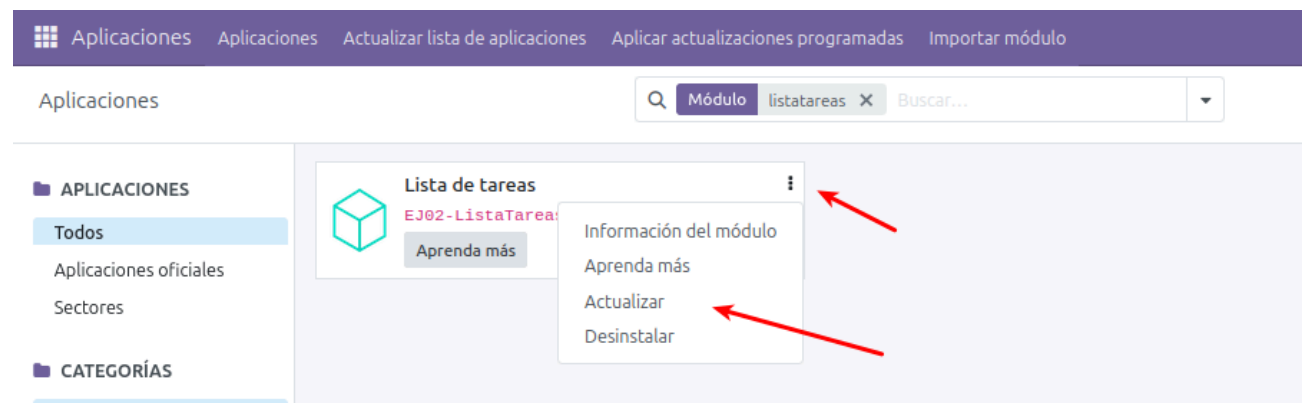 Aplicaciones Aplicaciones Actualizar lista de aplicaciones Aplicar actualizaciones programadas Importar módulo
Aplicaciones
Módulo listatareas Buscar...
APLICACIONES
Todos
Aplicaciones oficiales
Sectores
CATEGORÍAS
Lista de tareas
EJ02-ListaTareas
Aprenda más
Información del módulo
Aprenda más
Actualizar
Desinstalar